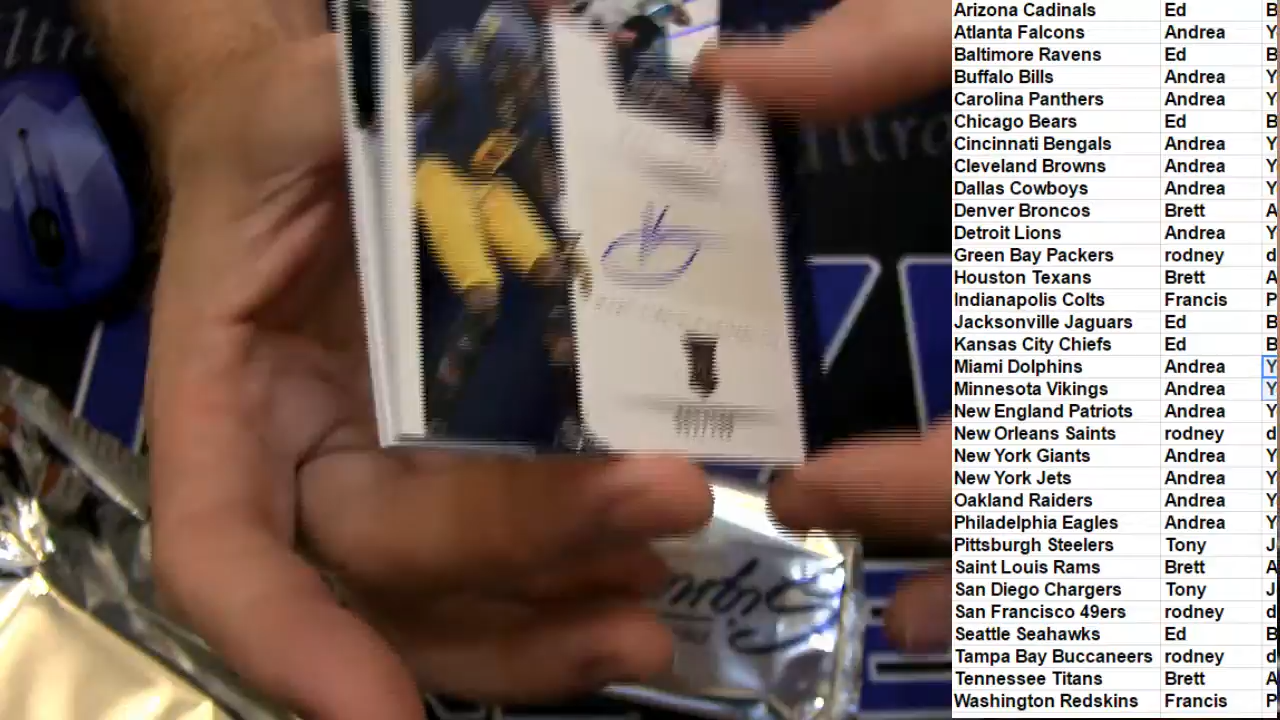 Arizona Cadinals Ed B
Atlanta Falcons Andrea Y
Baltimore Ravens Ed B
Buffalo Bills Andrea Y
Carolina Panthers Andrea Y
Chicago Bears Ed B
Cincinnati Bengals Andrea Y
Cleveland Browns Andrea Y
Dallas Cowboys Andrea Y
Denver Broncos Brett A
Detroit Lions Andrea Y
Green Bay Packers rodney d
Houston Texans Brett A
Indianapolis Colts Francis P
Jacksonville Jaguars Ed B
Kansas City Chiefs Ed B
Miami Dolphins Andrea Y
Minnesota Vikings Andrea Y
New England Patriots Andrea Y
New Orleans Saints rodney d
New York Giants Andrea Y
New York Jets Andrea Y
Oakland Raiders Andrea Y
Philadelphia Eagles Andrea Y
Pittsburgh Steelers Tony J
Saint Louis Rams Brett A
San Diego Chargers Tony J
San Francisco 49ers rodney d
Seattle Seahawks Ed B
Tampa Bay Buccaneers rodney d
Tennessee Titans Brett A
Washington Redskins Francis P